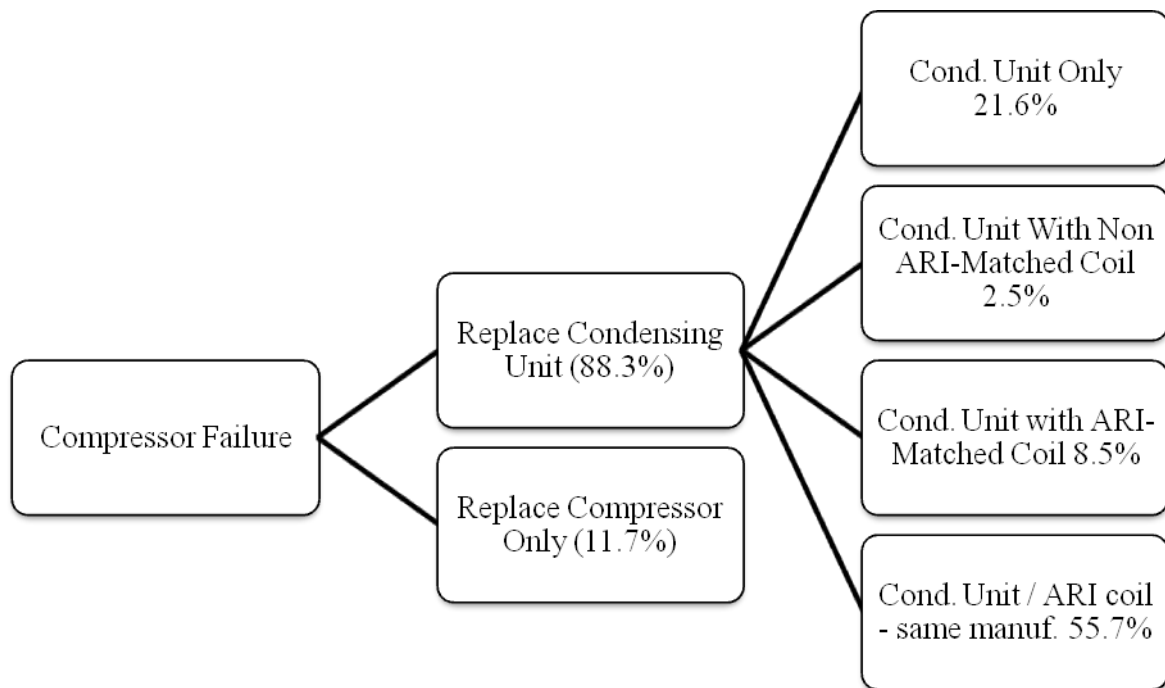 Compressor Failure
Replace Condensing
Unit (88.3%)
Replace Compressor
Only (11.7%)
Cond. Unit Only
21.6%
Cond. Unit With Non
ARI-Matched Coil
2.5%
Cond. Unit with ARI-
Matched Coil 8.5%
Cond. Unit / ARI coil
- same manuf. 55.7%